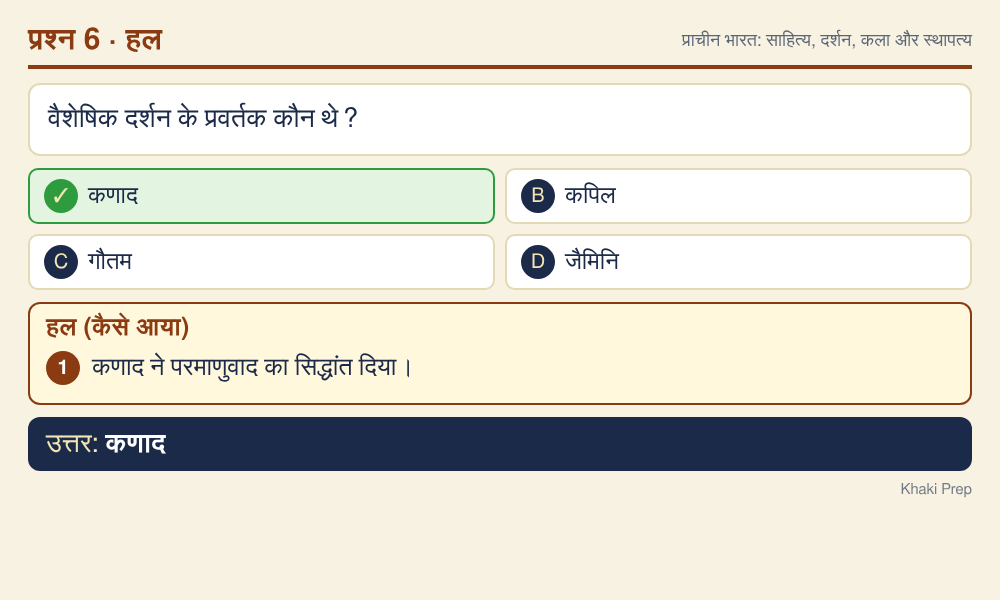 प्रश्न 6 · हल
प्राचीन भारत: साहित्य, दर्शन, कला और स्थापत्य
वैशेषिक दर्शन के प्रवर्तक कौन थे ?
✓ कणाद
B कपिल
C गौतम
D जैमिनि
हल (कैसे आया)
1 कणाद ने परमाणुवाद का सिद्धांत दिया।
उत्तर: कणाद
Khaki Prep